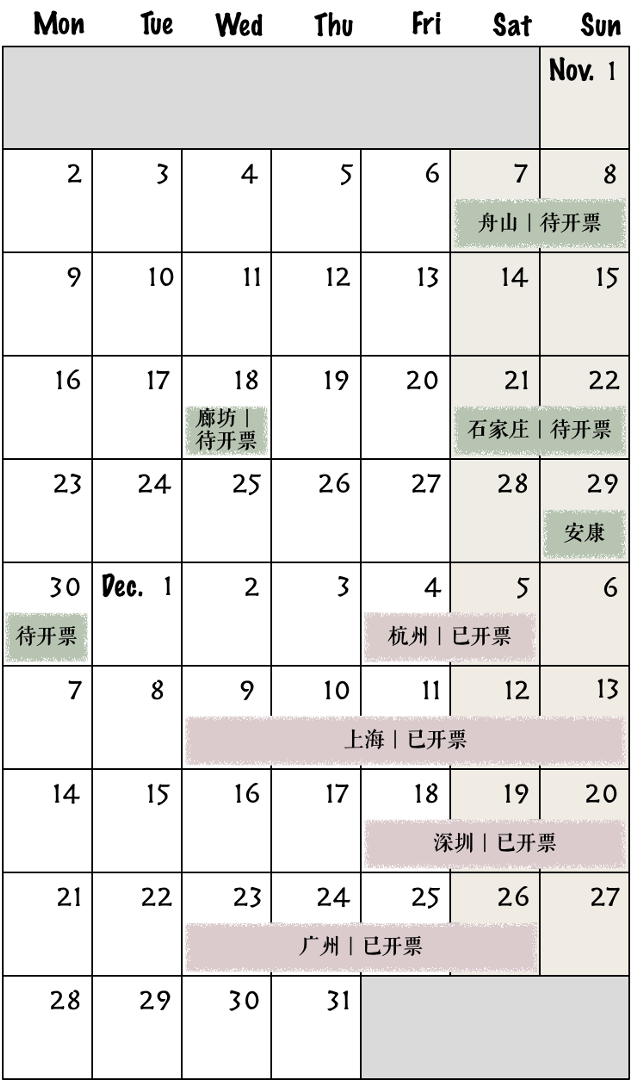 Mon Tue Wed Thu Fri Sat Sun
Nov. 1
2 3 4 5 6 7 8
舟山 | 待开票
9 10 11 12 13 14 15
16 17 18 19 20 21 22
廊坊 |
待开票
石家庄 | 待开票
23 24 25 26 27 28 29
安康
30 Dec. 1 2 3 4 5 6
待开票
杭州 | 已开票
7 8 9 10 11 12 13
上海 | 已开票
14 15 16 17 18 19 20
深圳 | 已开票
21 22 23 24 25 26 27
广州 | 已开票
28 29 30 31